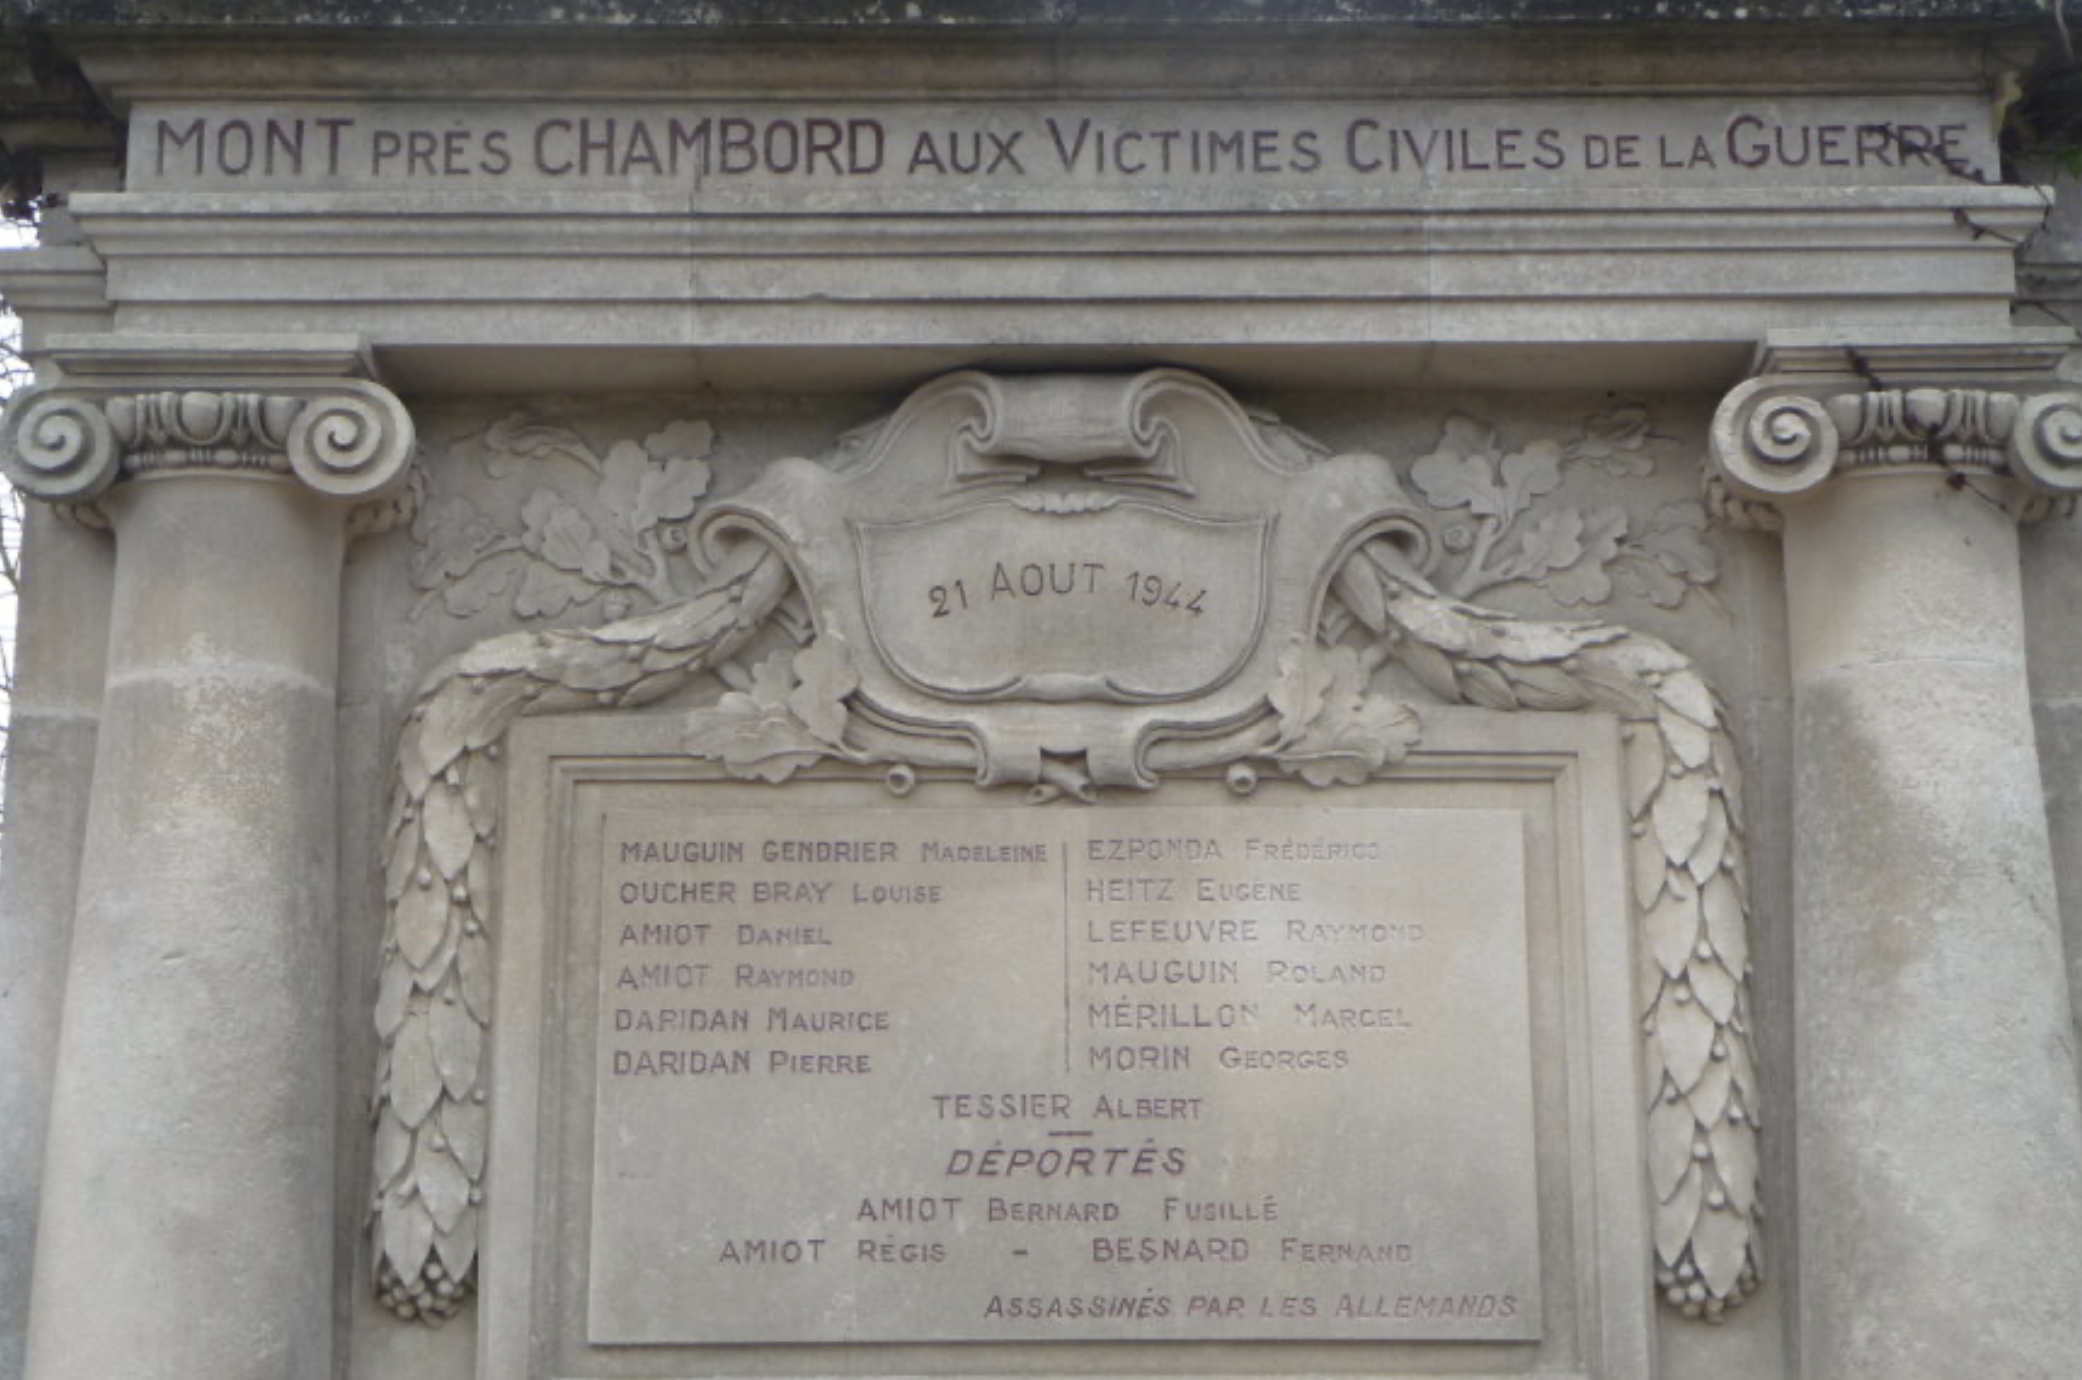 MONT PRÈS CHAMBORD AUX VICTIMES CIVILES DE LA GUERRE
21 AOUT 1944
MAUGUIN GENDRIER MADELEINE
OUCHER BRAY LOUISE
AMIOT DANIEL
AMIOT RAYMOND
DARIDAN MAURICE
DARIDAN PIERRE
EZPONDA FRÉDÉRICO
HEITZ EUGÈNE
LEFEUVRE RAYMOND
MAUGUIN ROLAND
MÉRILLON MARCEL
MORIN GEORGES
TESSIER ALBERT
DÉPORTÉS
AMIOT BERNARD FUSILLÉ
AMIOT RÉGIS - BESNARD FERNAND
ASSASSINÉS PAR LES ALLEMANDS